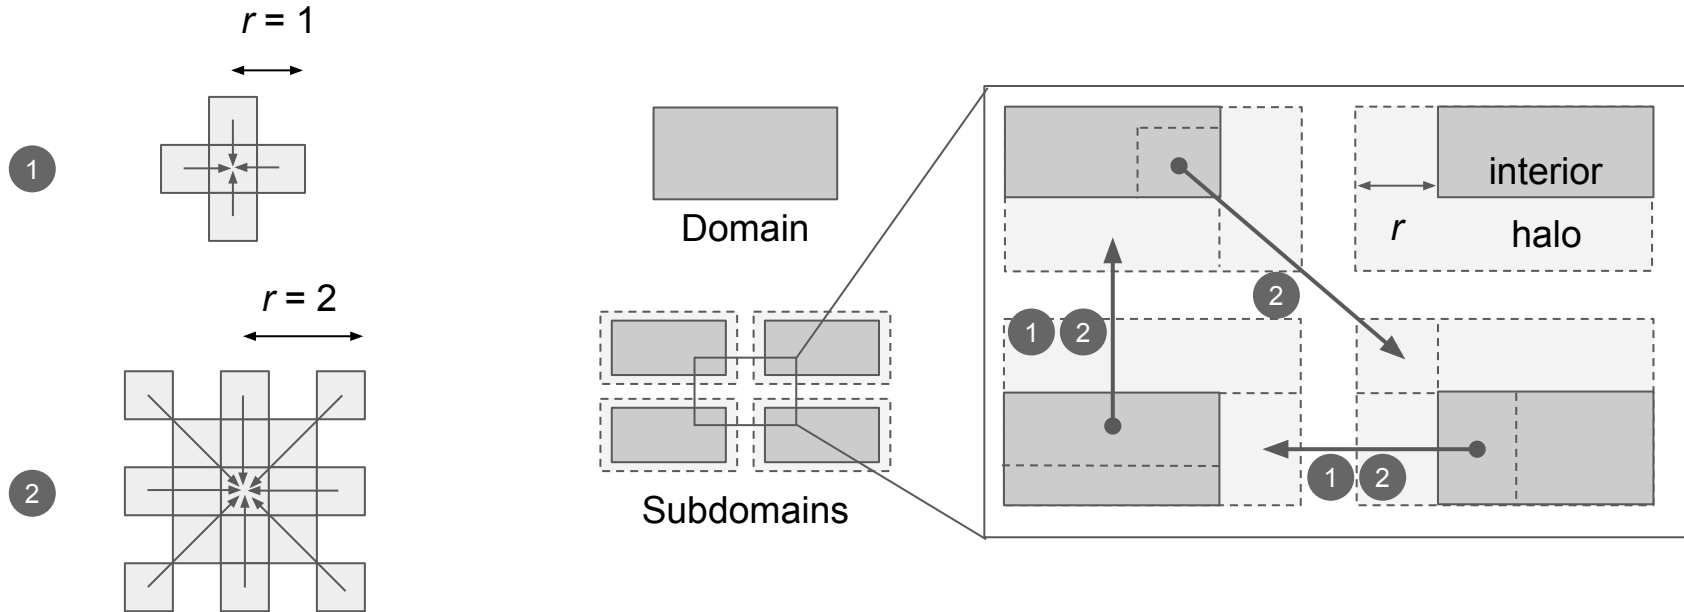 r = 1
1
Domain
interior
r
halo
r = 2
2
1 2
2
1 2
Subdomains